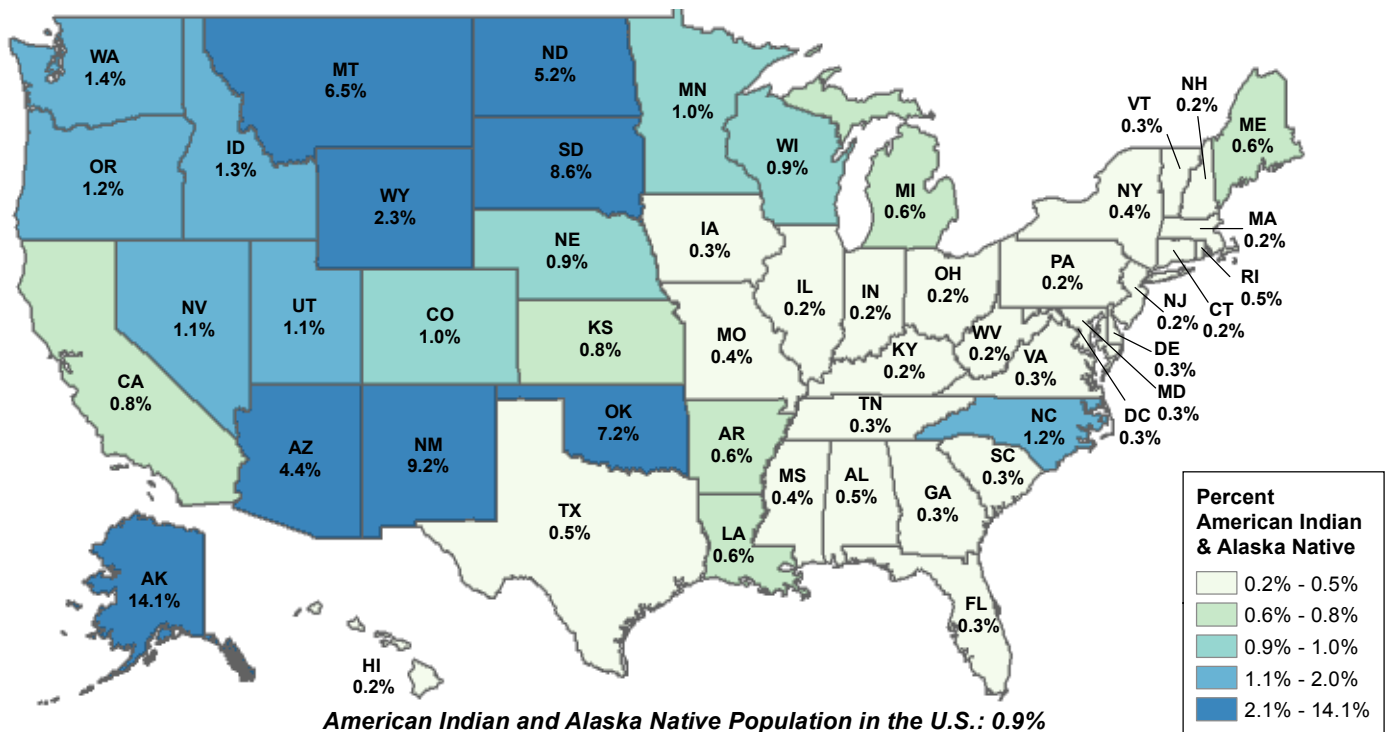 WA
1.4%
MT
6.5%
ND
5.2%
MN
1.0%
VT
0.3%
NH
0.2%
ME
0.6%
OR
1.2%
ID
1.3%
WY
2.3%
SD
8.6%
WI
0.9%
MI
0.6%
NY
0.4%
MA
0.2%
RI
0.5%
CT
0.2%
NV
1.1%
UT
1.1%
CO
1.0%
NE
0.9%
IA
0.3%
IL
0.2%
IN
0.2%
OH
0.2%
PA
0.2%
NJ
0.2%
DE
0.3%
MD
0.3%
DC
0.3%
CA
0.8%
KS
0.8%
MO
0.4%
KY
0.2%
WV
0.2%
VA
0.3%
AZ
4.4%
NM
9.2%
OK
7.2%
AR
0.6%
TN
0.3%
NC
1.2%
SC
0.3%
TX
0.5%
LA
0.6%
MS
0.4%
AL
0.5%
GA
0.3%
FL
0.3%
AK
14.1%
HI
0.2%
Percent
American Indian
& Alaska Native
0.2% - 0.5%
0.6% - 0.8%
0.9% - 1.0%
1.1% - 2.0%
2.1% - 14.1%
American Indian and Alaska Native Population in the U.S.: 0.9%